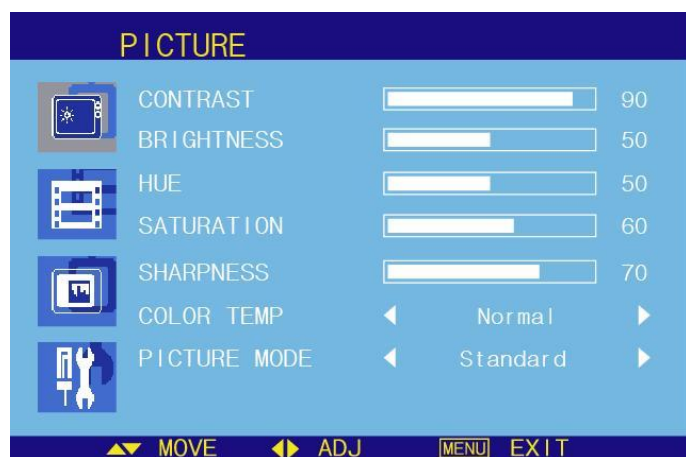 PICTURE
CONTRAST 90
BRIGHTNESS 50
HUE 50
SATURATION 60
SHARPNESS 70
COLOR TEMP Normal
PICTURE MODE Standard
MOVE ADJ MENU EXIT